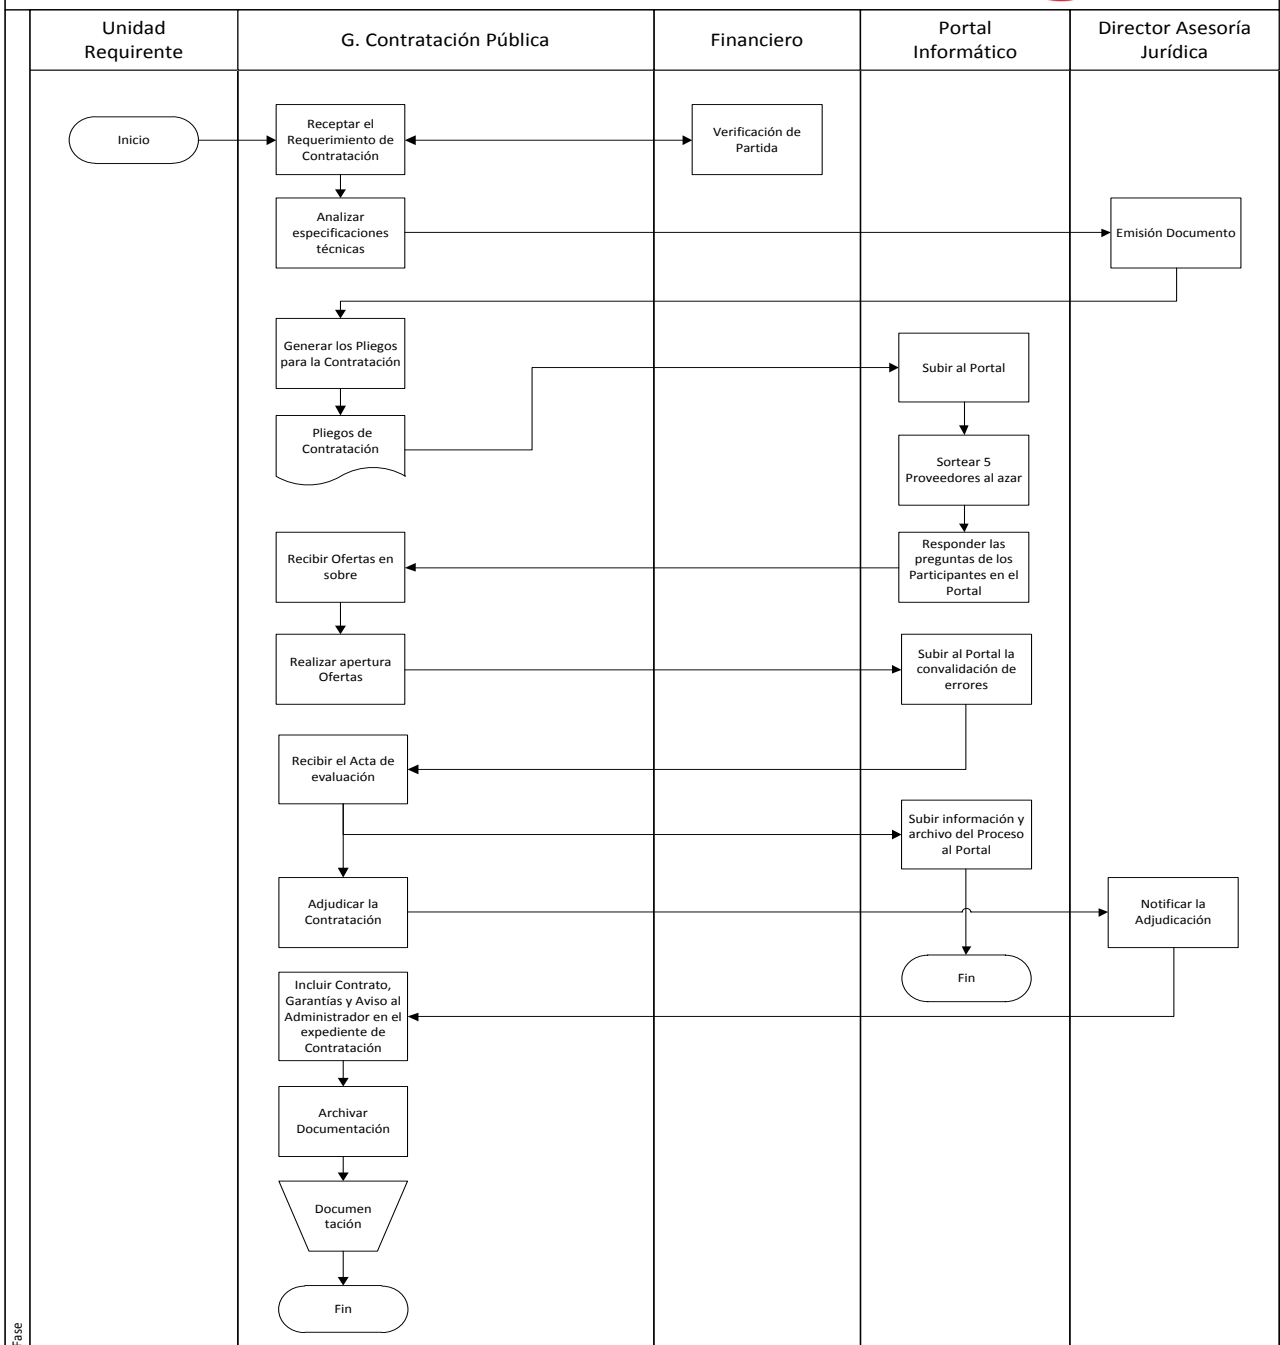 Unidad
Requirente
G. Contratación Pública
Financiero
Portal
Informático
Director Asesoría
Jurídica
Inicio
Receptar el
Requerimiento de
Contratación
Verificación de
Partida
Analizar
especificaciones
técnicas
Emisión Documento
Generar los Pliegos
para la Contratación
Subir al Portal
Pliegos de
Contratación
Sortear 5
Proveedores al azar
Recibir Ofertas en
sobre
Responder las
preguntas de los
Participantes en el
Portal
Realizar apertura
Ofertas
Subir al Portal la
convalidación de
errores
Recibir el Acta de
evaluación
Subir información y
archivo del Proceso
al Portal
Adjudicar la
Contratación
Notificar la
Adjudicación
Fin
Incluir Contrato,
Garantías y Aviso al
Administrador en el
expediente de
Contratación
Archivar
Documentación
Documen
tación
Fin
Fase